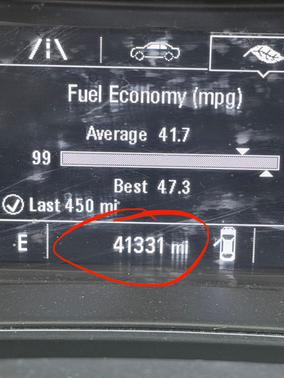 Fuel Economy (mpg)
Average 41.7
99
Best 47.3
Last 450 mi
E 41331 mi